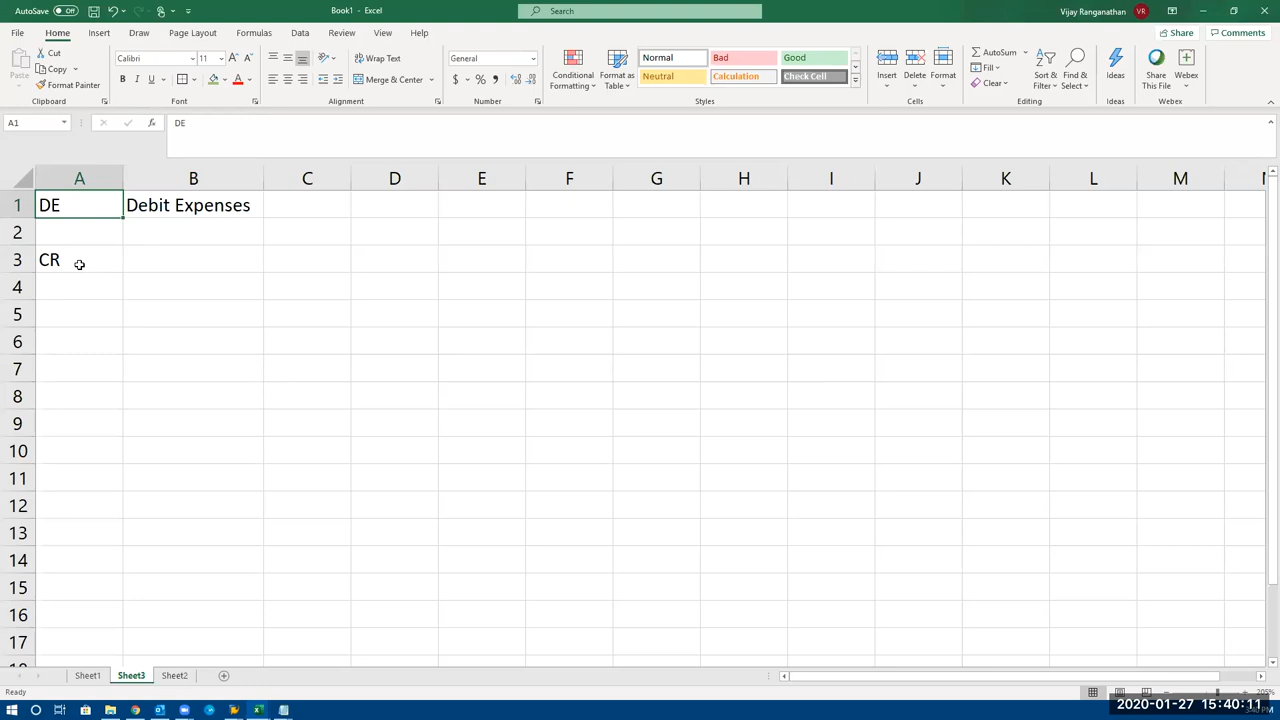 AutoSave Off Book1 - Excel Search Vijay Ranganathan VR
File Home Insert Draw Page Layout Formulas Data Review View Help Share Comments
Paste Cut Copy Format Painter Clipboard
Calibri 11 A A B I U A Font
Wrap Text Merge & Center Alignment
General $ % , Number
Conditional Formatting Format as Table Normal Bad Good Neutral Calculation Check Cell Styles
Insert Delete Format Cells
AutoSum Fill Clear Sort & Filter Find & Select Editing
Ideas Ideas
Share This File Webex Webex
A1 fx DE
A B C D E F G H I J K L M
1 DE Debit Expenses
2
3 CR
4
5
6
7
8
9
10
11
12
13
14
15
16
17
Sheet1 Sheet3 Sheet2
Ready 205%
2020-01-27 15:40:11